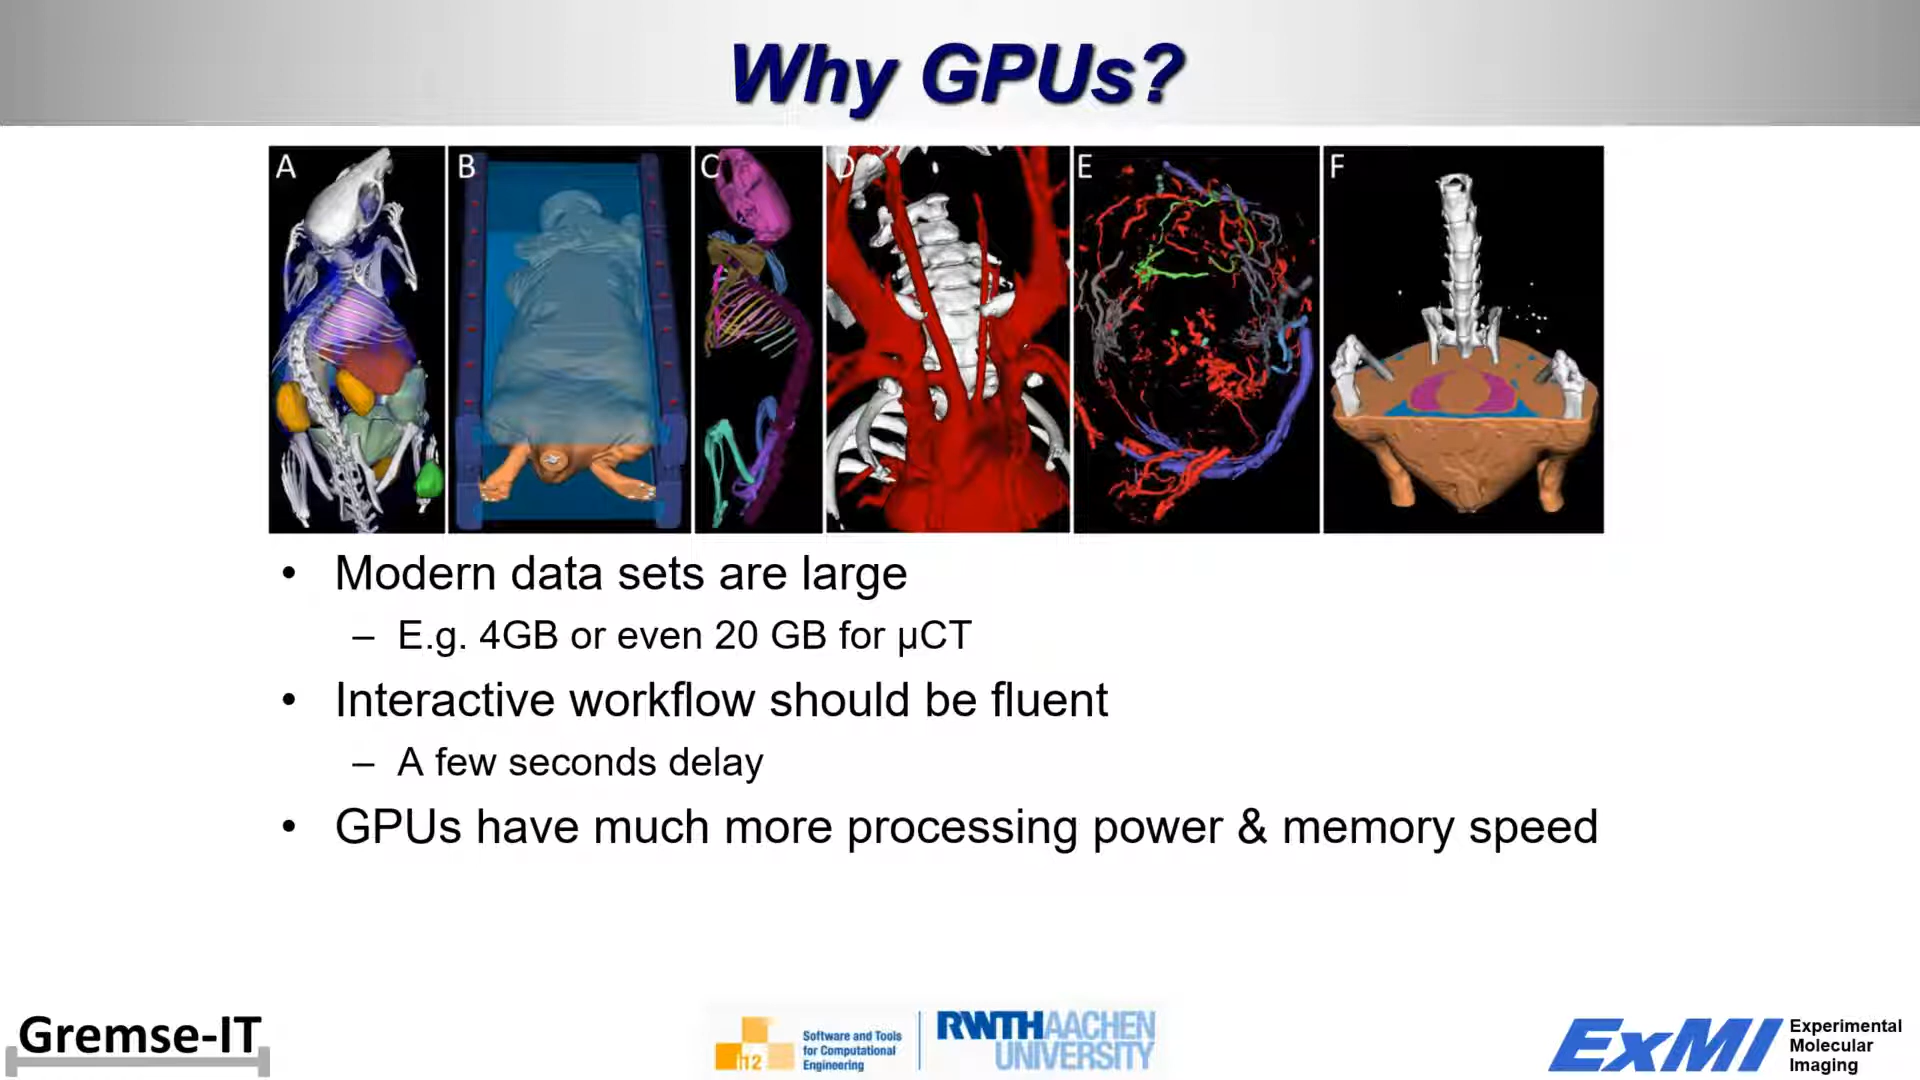 Why GPUs?
A
B
C
D
E
F
• Modern data sets are large
– E.g. 4GB or even 20 GB for µCT
• Interactive workflow should be fluent
– A few seconds delay
• GPUs have much more processing power & memory speed
Gremse-IT
i12
Software and Tools
for Computational
Engineering
RWTHAACHEN
UNIVERSITY
ExMI
Experimental
Molecular
Imaging